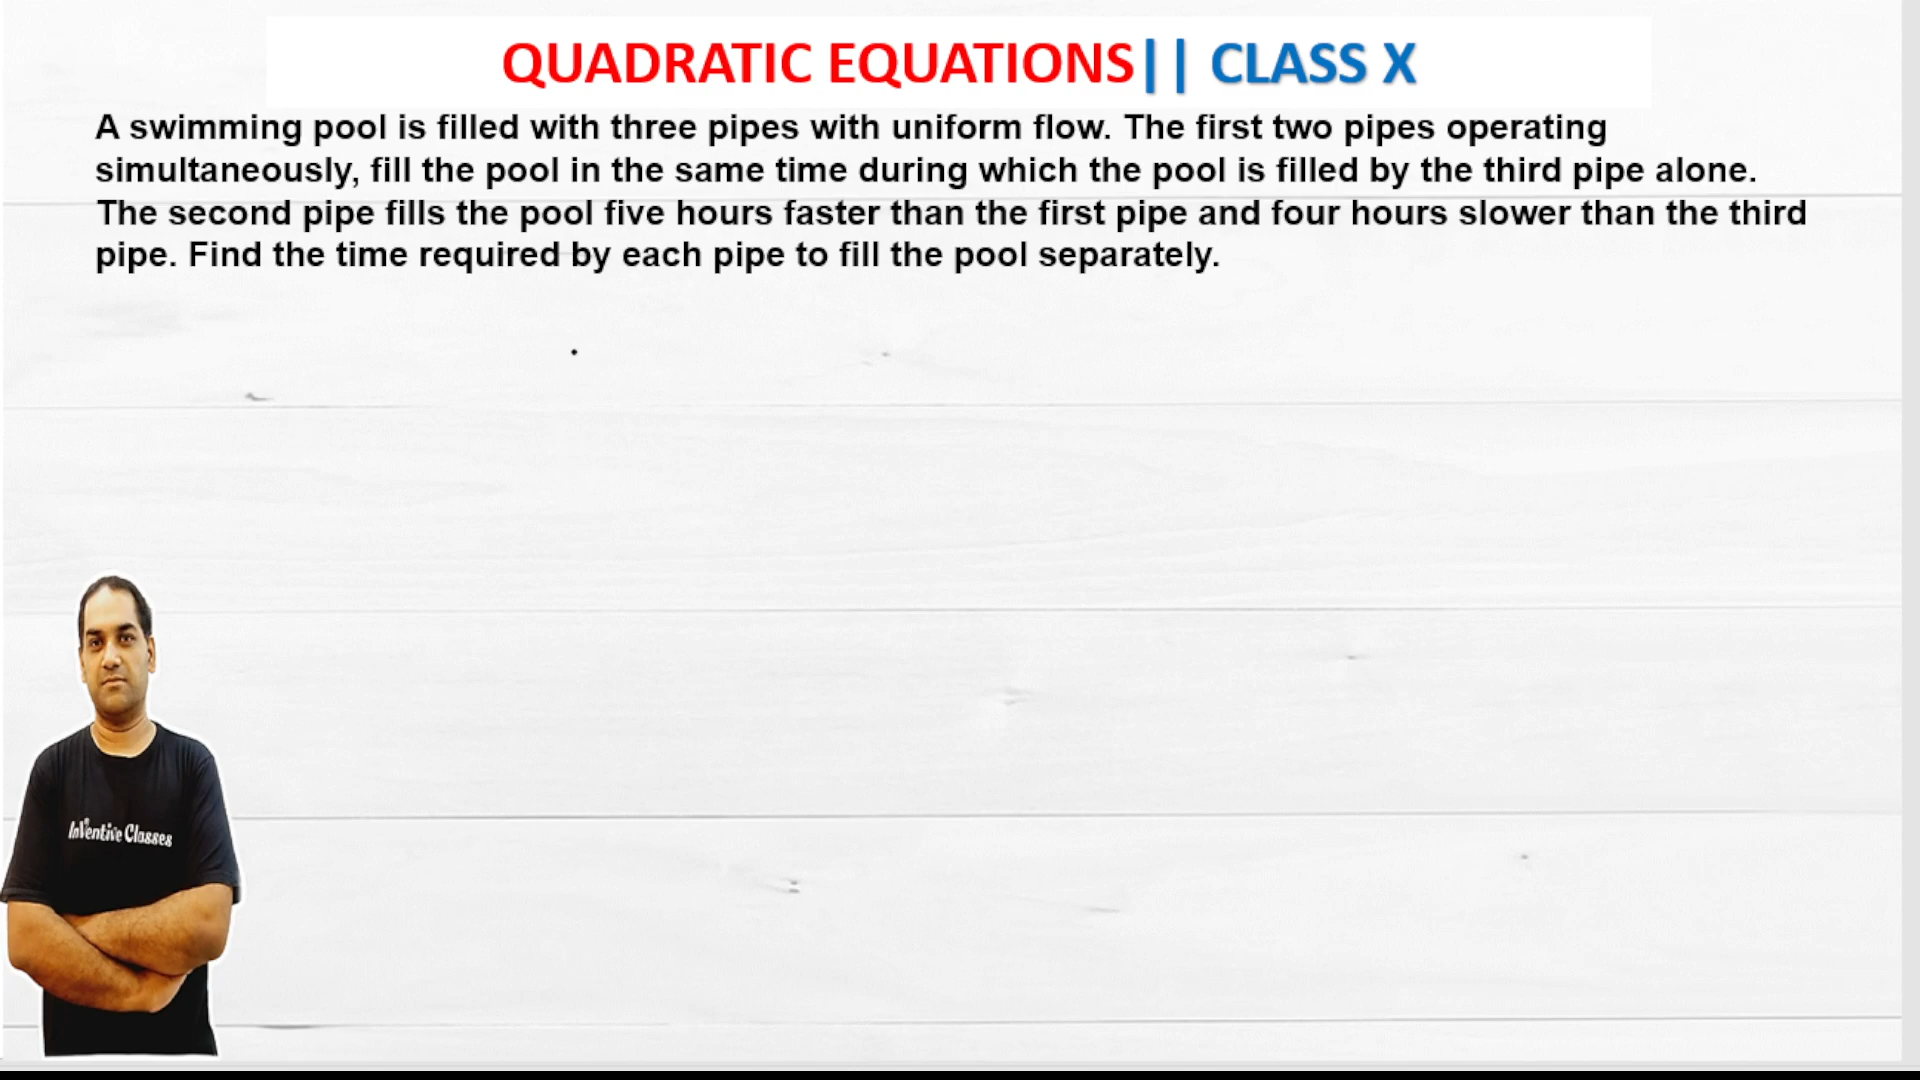 QUADRATIC EQUATIONS|| CLASS X
A swimming pool is filled with three pipes with uniform flow. The first two pipes operating
simultaneously, fill the pool in the same time during which the pool is filled by the third pipe alone.
The second pipe fills the pool five hours faster than the first pipe and four hours slower than the third
pipe. Find the time required by each pipe to fill the pool separately.
InVentive Classes